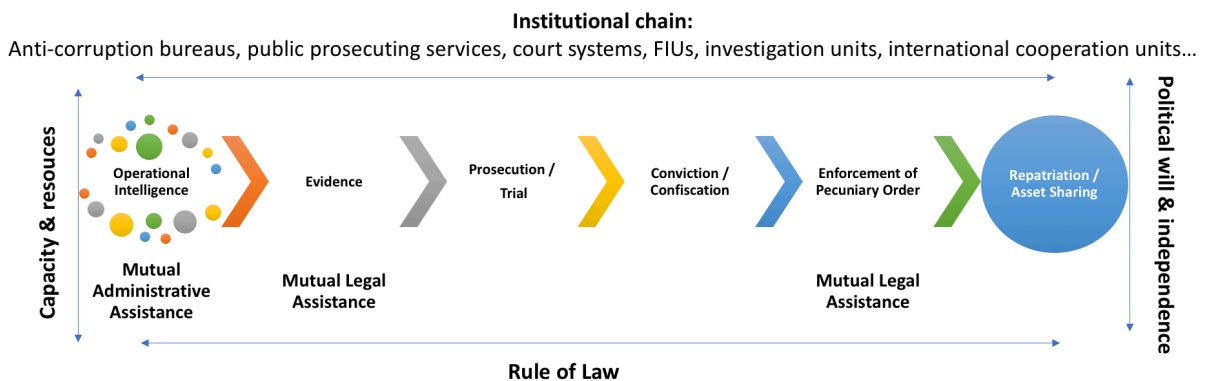 Institutional chain:
Anti-corruption bureaus, public prosecuting services, court systems, FIUs, investigation units, international cooperation units…
Capacity & resouces
Operational
Intelligence
Evidence
Prosecution /
Trial
Conviction /
Confiscation
Enforcement of
Pecuniary Order
Repatriation /
Asset Sharing
Political will & independence
Mutual
Administrative
Assistance
Mutual Legal
Assistance
Mutual Legal
Assistance
Rule of Law